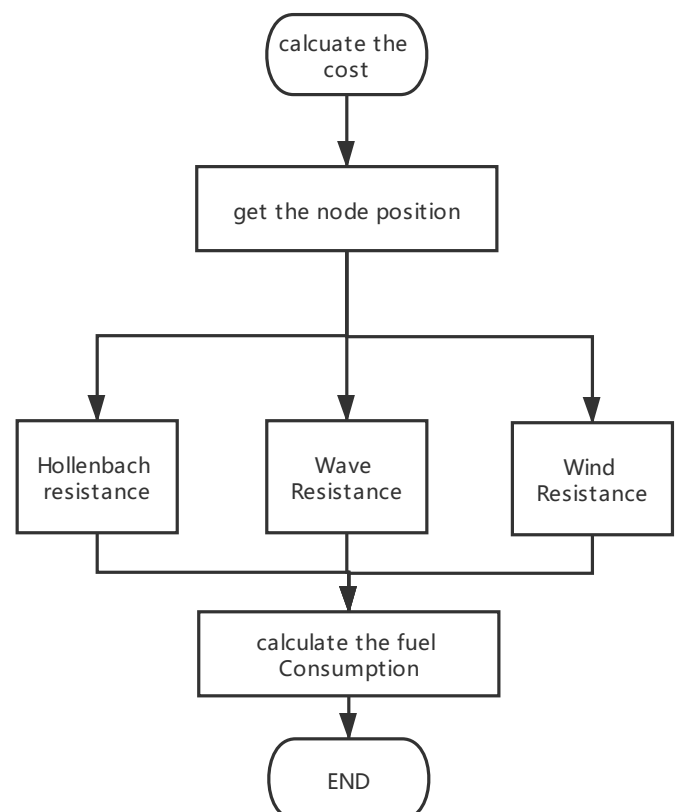 calcuate the
cost
get the node position
Hollenbach
resistance
Wave
Resistance
Wind
Resistance
calculate the fuel
Consumption
END